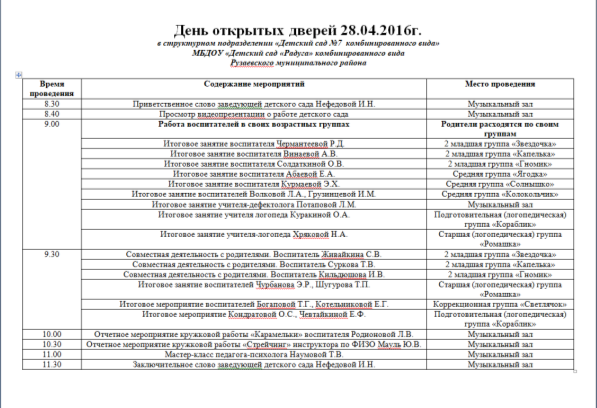 День открытых дверей 28.04.2016г.
в структурном подразделении «Детский сад №7 комбинированного вида»
МБДОУ «Детский сад «Радуга» комбинированного вида
Рузаевского муниципального района
Время проведения Содержание мероприятий Место проведения
8.30 Приветственное слово заведующей детского сада Нефедовой И.Н. Музыкальный зал
8.40 Просмотр видеопрезентации о работе детского сада Музыкальный зал
9.00 Работа воспитателей в своих возрастных группах Родители расходятся по своим группам
Итоговое занятие воспитателя Чермантеевой Р.Д. 2 младшая группа «Звездочка»
Итоговое занятие воспитателя Винаевой А.В. 2 младшая группа «Капелька»
Итоговое занятие воспитателя Солдаткиной О.В. 2 младшая группа «Гномик»
Итоговое занятие воспитателя Абаевой Е.А. Средняя группа «Ягодка»
Итоговое занятие воспитателя Курмаевой Э.Х. Средняя группа «Солнышко»
Итоговое занятие воспитателей Волковой Л.А., Грузинцевой И.М. Средняя группа «Колокольчик»
Итоговое занятие учителя-дефектолога Потаповой Л.М. Музыкальный зал
Итоговое занятие учителя логопеда Куракиной О.А. Подготовительная (логопедическая) группа «Кораблик»
Итоговое занятие учителя-логопеда Хряковой Н.А. Старшая (логопедическая) группа «Ромашка»
9.30 Совместная деятельность с родителями. Воспитатель Живайкина С.В. 2 младшая группа «Звездочка»
Совместная деятельность с родителями. Воспитатель Суркова Т.В. 2 младшая группа «Капелька»
Совместная деятельность с родителями. Воспитатель Кильдюшова И.В. 2 младшая группа «Гномик»
Итоговое занятие воспитателей Чурбанова Э.Р., Шугурова Т.П. Старшая (логопедическая) группа «Ромашка»
Итоговое мероприятие воспитателей Богаповой Т.Г., Котельниковой Е.Г. Коррекционная группа «Светлячок»
Итоговое мероприятие Кондратовой О.С., Чевтайкиной Е.Ф. Подготовительная (логопедическая) группа «Кораблик»
10.00 Отчетное мероприятие кружковой работы «Карамельки» воспитателя Родионовой Л.В. Музыкальный зал
10.30 Отчетное мероприятие кружковой работы «Стрейчинг» инструктора по ФИЗО Мауль Ю.В. Музыкальный зал
11.00 Мастер-класс педагога-психолога Наумовой Т.В. Музыкальный зал
11.30 Заключительное слово заведующей детского сада Нефедовой И.Н. Музыкальный зал